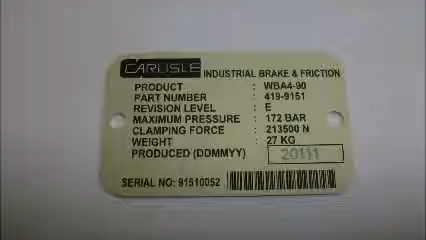 CARLISLE INDUSTRIAL BRAKE & FRICTION
PRODUCT : WBA4-90
PART NUMBER : 419-9151
REVISION LEVEL : E
MAXIMUM PRESSURE : 172 BAR
CLAMPING FORCE : 213500 N
WEIGHT : 27 KG
PRODUCED (DDMMYY) 20111
SERIAL NO: 91510052